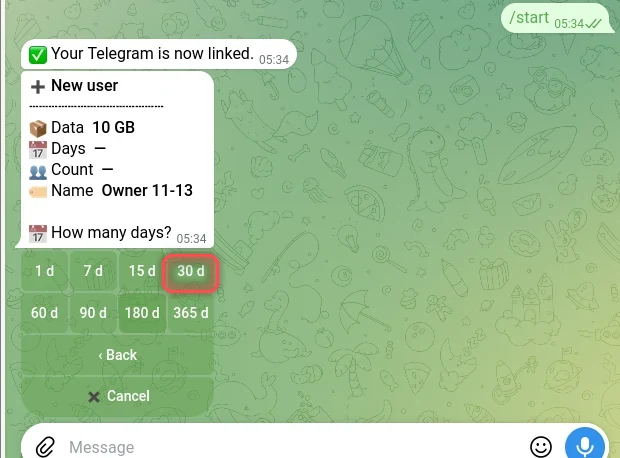 /start 05:34
✅ Your Telegram is now linked. 05:34
➕ New user
--------------------------------------------
📦 Data 10 GB
📅 Days —
👥 Count —
🏷️ Name Owner 11-13
📅 How many days? 05:34
1 d 7 d 15 d 30 d
60 d 90 d 180 d 365 d
‹ Back
✖️ Cancel
Message